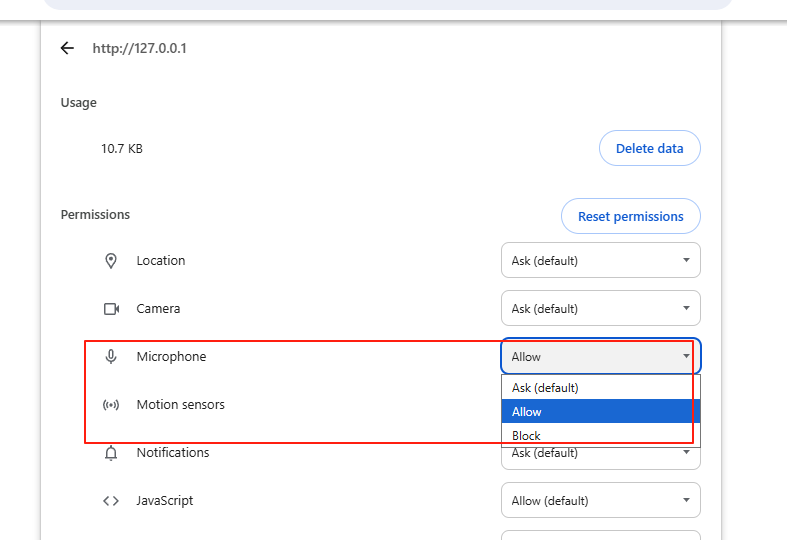 http://127.0.0.1
Usage
10.7 KB
Delete data
Permissions
Reset permissions
Location
Ask (default)
Camera
Ask (default)
Microphone
Allow
Ask (default)
Motion sensors
Allow
Block
Notifications
Ask (default)
JavaScript
Allow (default)